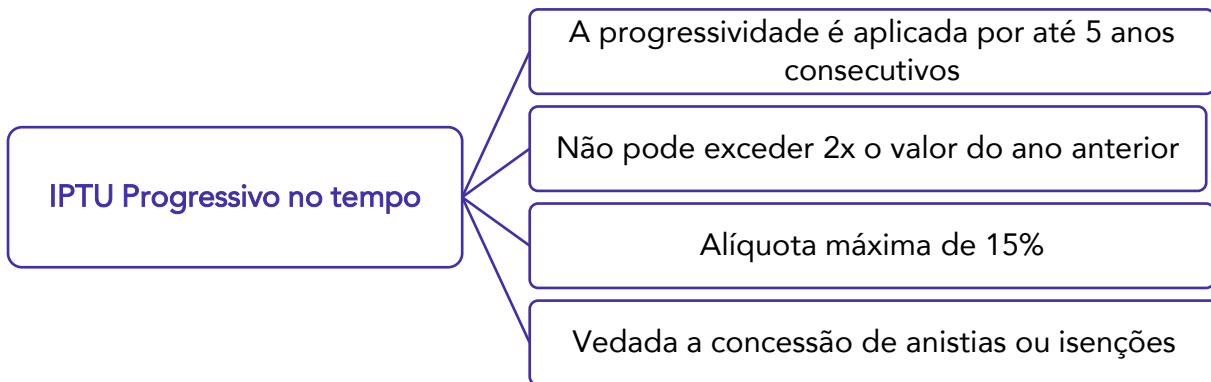 IPTU Progressivo no tempo
A progressividade é aplicada por até 5 anos
consecutivos
Não pode exceder 2x o valor do ano anterior
Alíquota máxima de 15%
Vedada a concessão de anistias ou isenções